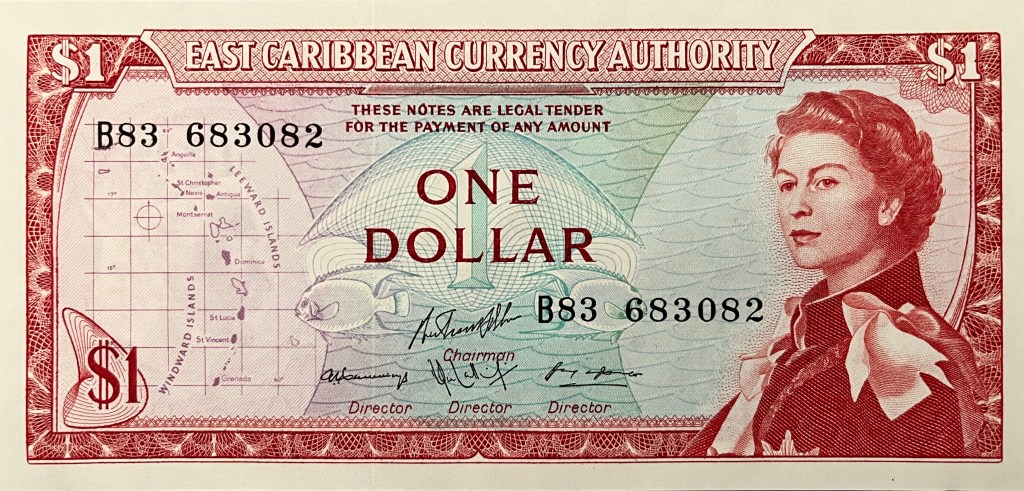 $1
EAST CARIBBEAN CURRENCY AUTHORITY
$1
THESE NOTES ARE LEGAL TENDER
FOR THE PAYMENT OF ANY AMOUNT
B83 683082
Anguilla
St Christopher
Nevis
Antigua
Montserrat
LEEWARD ISLANDS
Dominica
1
ONE
DOLLAR
B83 683082
WINDWARD ISLANDS
St Lucia
St Vincent
Grenada
$1
Chairman
Director Director Director